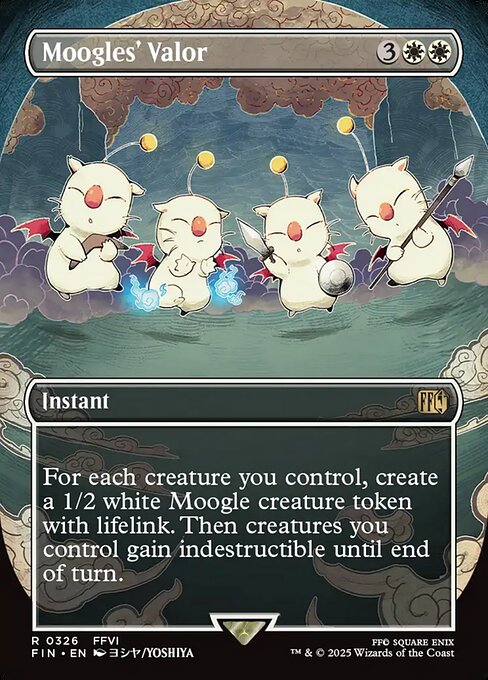 Moogles' Valor 3
Instant FFVI
For each creature you control, create
a 1/2 white Moogle creature token
with lifelink. Then creatures you
control gain indestructible until end
of turn.
R 0326 FFVI
FIN • EN ヨシヤ/YOSHIYA
FF© SQUARE ENIX
™ & © 2025 Wizards of the Coast